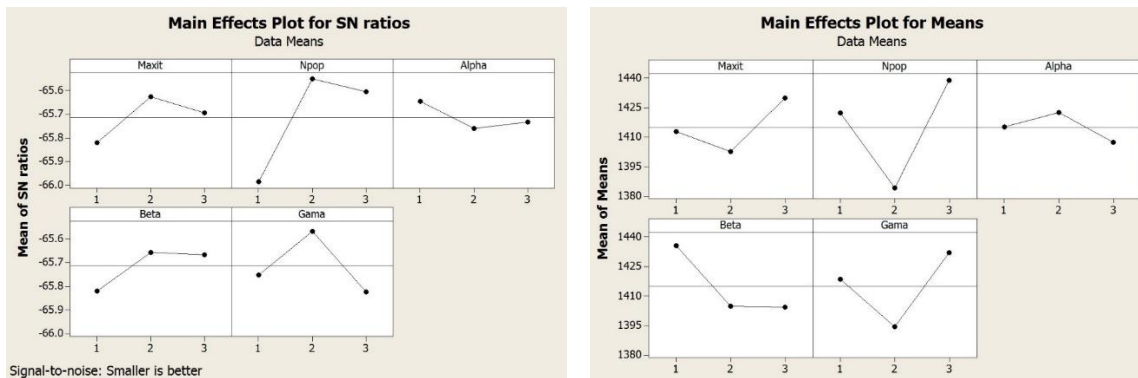 Main Effects Plot for SN ratios
Data Means
Maxit Npop Alpha
-65.6
-65.7
-65.8
-65.9
-66.0
1 2 3 1 2 3 1 2 3
Beta Gama
-65.6
-65.7
-65.8
-65.9
-66.0
1 2 3 1 2 3
Mean of SN ratios
Signal-to-noise: Smaller is better
Main Effects Plot for Means
Data Means
Maxit Npop Alpha
1440
1425
1410
1395
1380
1 2 3 1 2 3 1 2 3
Beta Gama
1440
1425
1410
1395
1380
1 2 3 1 2 3
Mean of Means